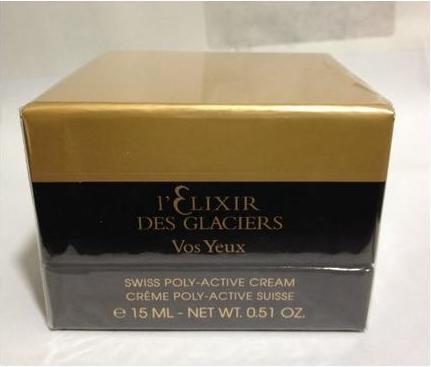 l'Elixir
des Glaciers
Vos Yeux
SWISS POLY-ACTIVE CREAM
CRÈME POLY-ACTIVE SUISSE
℮ 15 ML - NET WT. 0.51 OZ.